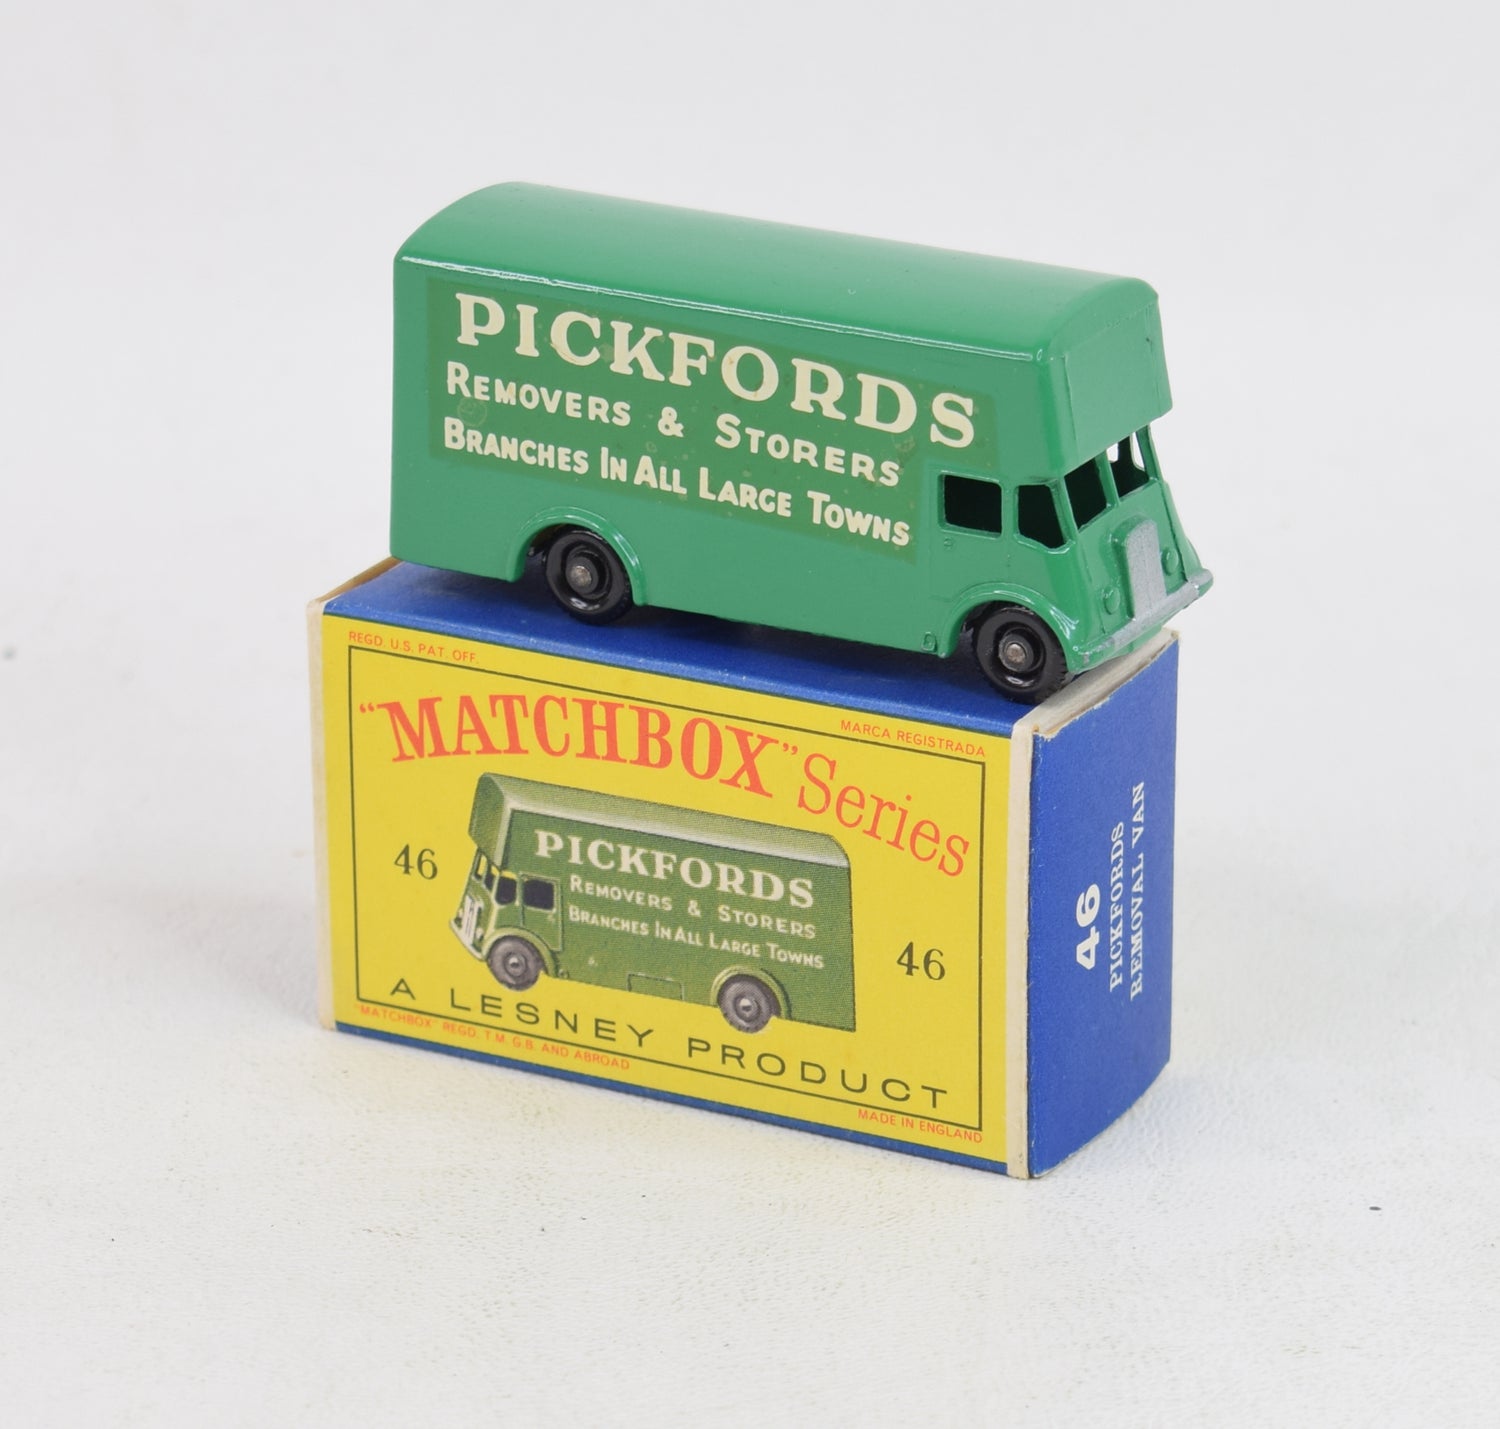 PICKFORDS
REMOVERS & STORERS
BRANCHES IN ALL LARGE TOWNS
REGD. U.S. PAT. OFF.
MARCA REGISTRADA
"MATCHBOX" Series
46
PICKFORDS
REMOVERS & STORERS
BRANCHES IN ALL LARGE TOWNS
46
A LESNEY PRODUCT
"MATCHBOX" REGD. T.M. G.B. AND ABROAD
MADE IN ENGLAND
46
PICKFORDS
REMOVAL VAN